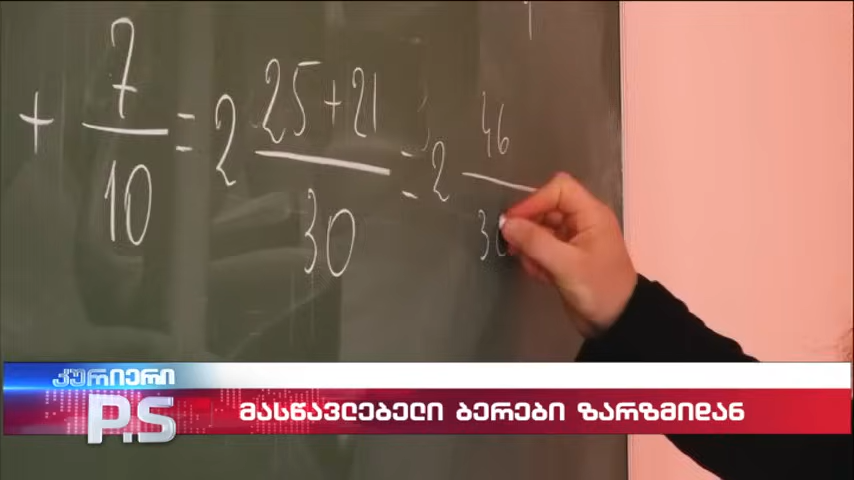 + 7/10 = 2 25+21/30 = 2 46/30
კურიერი
P.S
მასწავლებელი ბერები ზარზმიდან